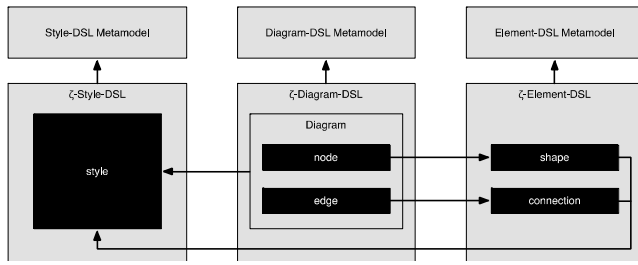 Style-DSL Metamodel
Diagram-DSL Metamodel
Element-DSL Metamodel
ζ-Style-DSL
ζ-Diagram-DSL
ζ-Element-DSL
Diagram
style
node
shape
edge
connection